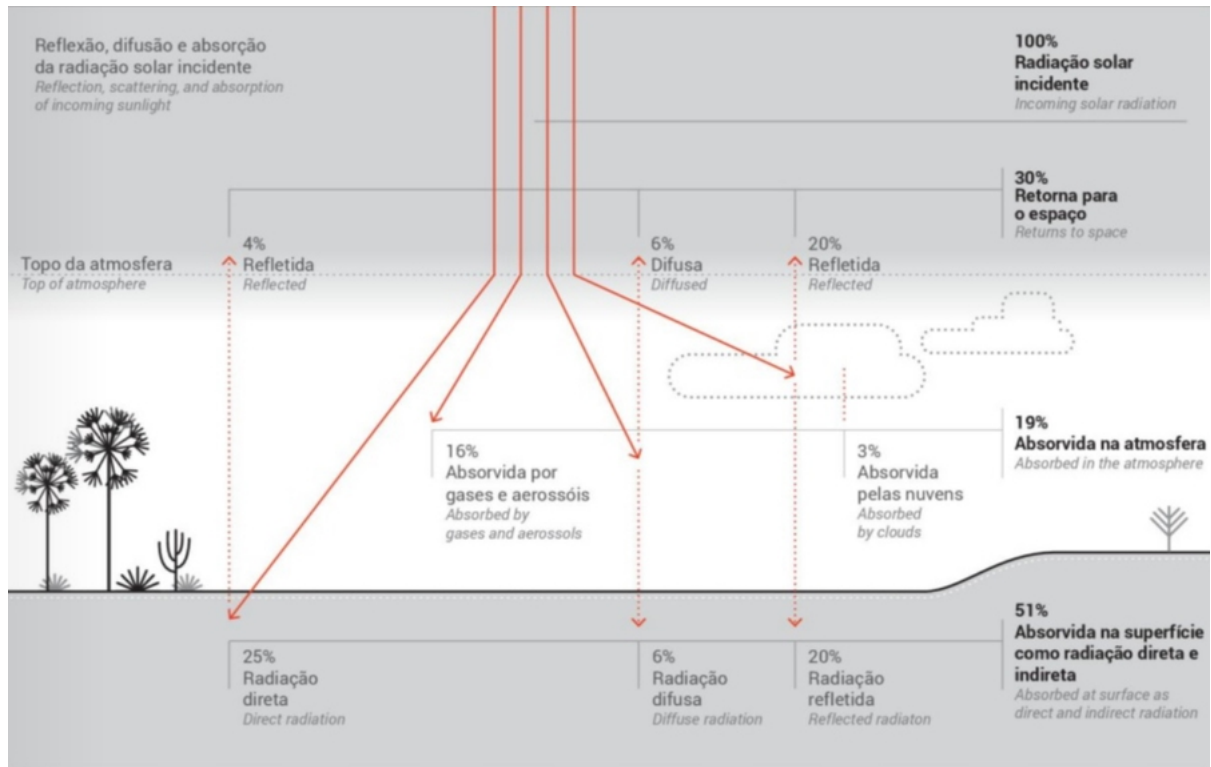 Reflexão, difusão e absorção
da radiação solar incidente
Reflection, scattering, and absorption
of incoming sunlight
100%
Radiação solar
incidente
Incoming solar radiation
30%
Retorna para
o espaço
Returns to space
Topo da atmosfera
Top of atmosphere
4%
Refletida
Reflected
6%
Difusa
Diffused
20%
Refletida
Reflected
16%
Absorvida por
gases e aerossóis
Absorbed by
gases and aerossols
3%
Absorvida
pelas nuvens
Absorbed
by clouds
19%
Absorvida na atmosfera
Absorbed in the atmosphere
25%
Radiação
direta
Direct radiation
6%
Radiação
difusa
Diffuse radiation
20%
Radiação
refletida
Reflected radiaton
51%
Absorvida na superfície
como radiação direta e
indireta
Absorbed at surface as
direct and indirect radiation